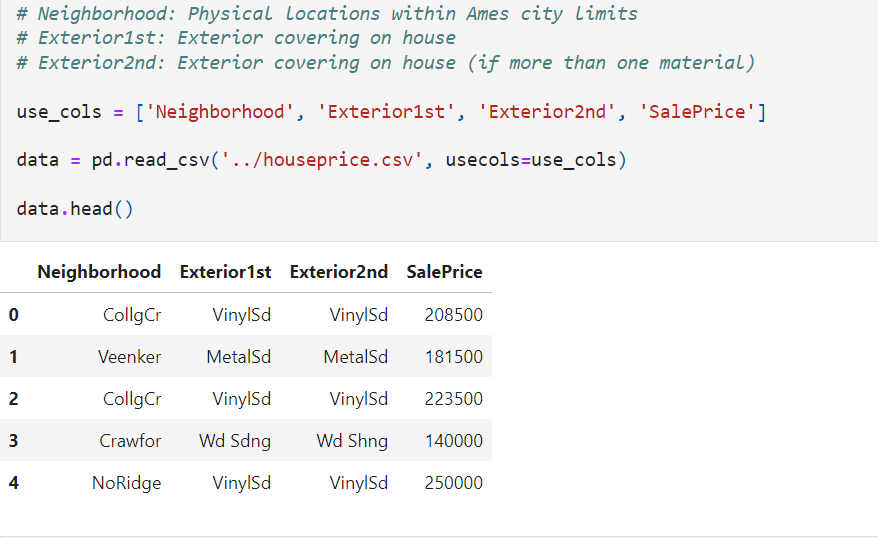 # Neighborhood: Physical locations within Ames city limits
# Exterior1st: Exterior covering on house
# Exterior2nd: Exterior covering on house (if more than one material)
use_cols = ['Neighborhood', 'Exterior1st', 'Exterior2nd', 'SalePrice']
data = pd.read_csv('../houseprice.csv', usecols=use_cols)
data.head()
Neighborhood Exterior1st Exterior2nd SalePrice
0 CollgCr VinylSd VinylSd 208500
1 Veenker MetalSd MetalSd 181500
2 CollgCr VinylSd VinylSd 223500
3 Crawfor Wd Sdng Wd Shng 140000
4 NoRidge VinylSd VinylSd 250000